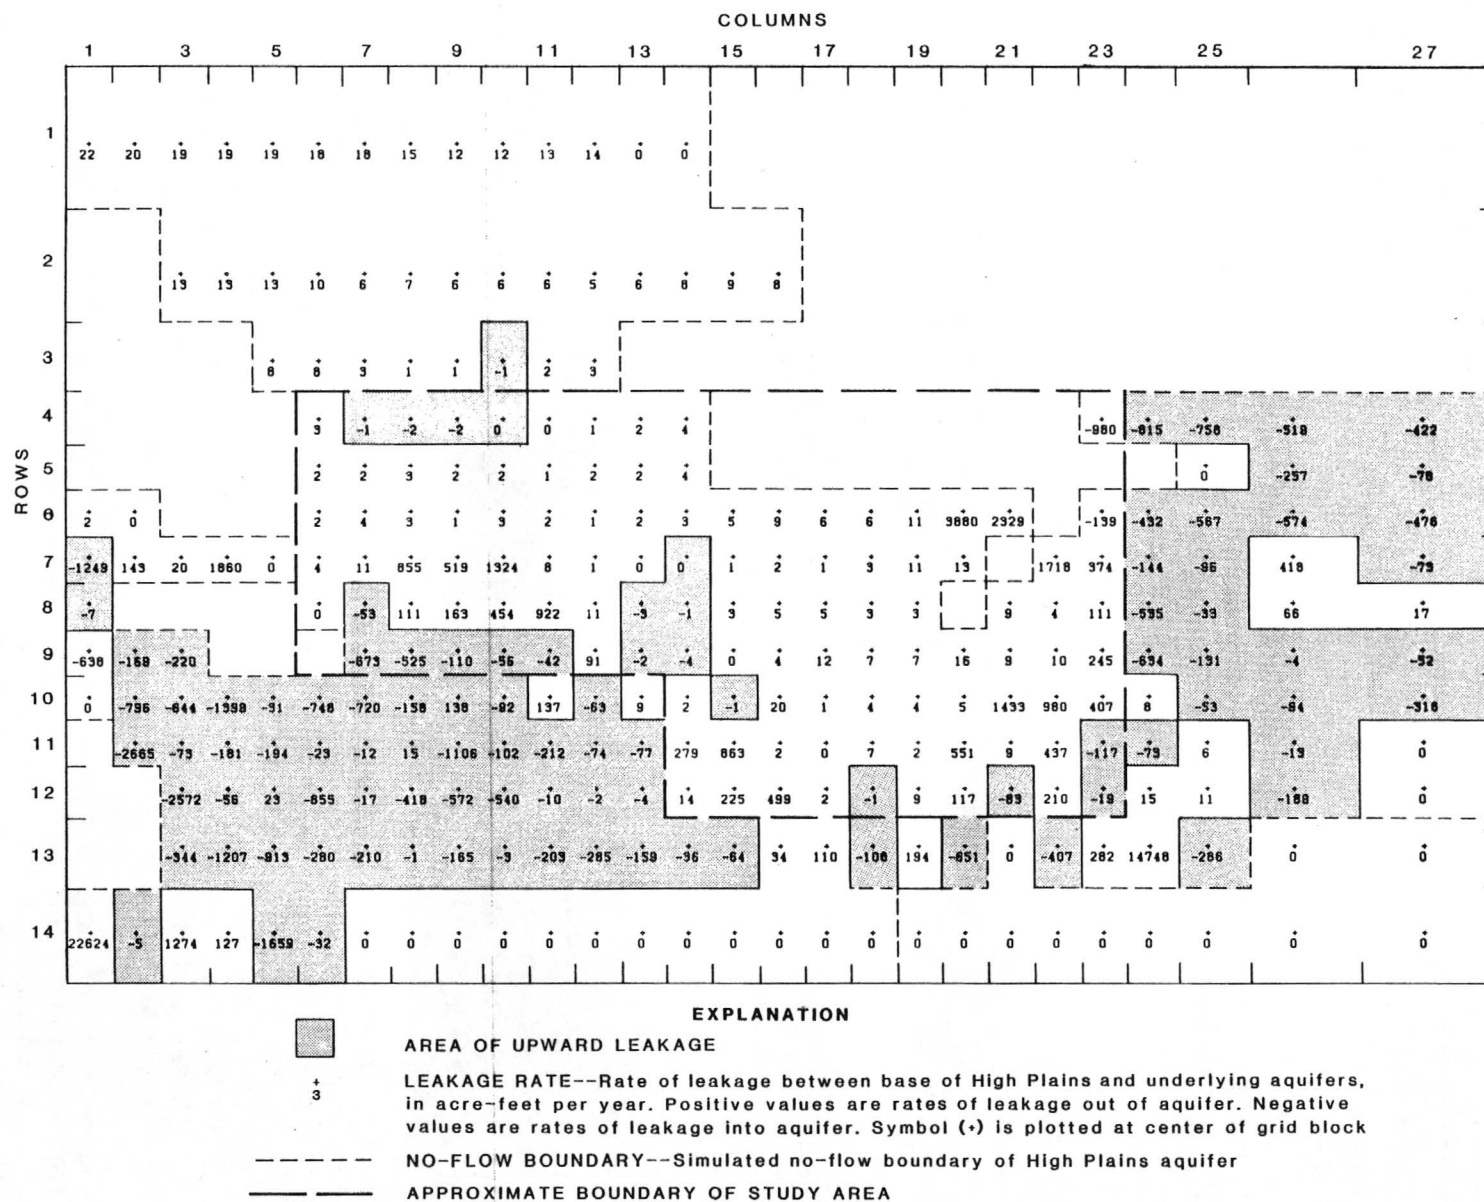 COLUMNS
1 3 5 7 9 11 13 15 17 19 21 23 25 27
ROWS
1
22 20 19 19 19 18 18 15 12 12 13 14 0 0
2
13 13 13 10 6 7 6 6 6 5 6 8 9 8
3
8 8 3 1 1 -1 2 3
4
3 -1 -2 -2 0 0 1 2 4 -980 -815 -758 -519 -422
5
2 2 3 2 2 1 2 2 4 0 -257 -78
6
2 0 2 4 3 1 3 2 1 2 3 5 9 6 6 11 3880 2329 -139 -432 -567 -574 -476
7
-1249 143 20 1860 0 4 11 855 519 1324 8 1 0 0 1 2 1 3 11 13 1718 374 -144 -96 418 -73
8
-7 0 -53 111 163 454 922 11 -3 -1 3 5 5 3 3 9 4 111 -535 -33 66 17
9
-638 -168 -220 -673 -525 -110 -56 -42 91 -2 -4 0 4 12 7 7 16 9 10 245 -634 -131 -4 -52
10
0 -796 -644 -1398 -31 -748 -720 -158 138 -92 137 -63 9 2 -1 20 1 4 4 5 1433 980 407 8 -53 -84 -316
11
-2665 -73 -181 -194 -23 -12 15 -1106 -102 -212 -74 -77 279 863 2 0 7 2 551 9 437 -117 -73 6 -13 0
12
-2572 -56 23 -855 -17 -418 -572 -540 -10 -2 -4 14 225 499 2 -1 9 117 -83 210 -19 15 11 -188 0
13
-344 -1207 -813 -280 -210 -1 -165 -3 -203 -285 -159 -36 -64 34 110 -108 194 -651 0 -407 282 14748 -286 0 0
14
22624 -5 1274 127 -1659 -32 0 0 0 0 0 0 0 0 0 0 0 0 0 0 0 0 0 0 0 0 0
EXPLANATION
AREA OF UPWARD LEAKAGE
3
LEAKAGE RATE--Rate of leakage between base of High Plains and underlying aquifers,
in acre-feet per year. Positive values are rates of leakage out of aquifer. Negative
values are rates of leakage into aquifer. Symbol (+) is plotted at center of grid block
NO-FLOW BOUNDARY--Simulated no-flow boundary of High Plains aquifer
APPROXIMATE BOUNDARY OF STUDY AREA